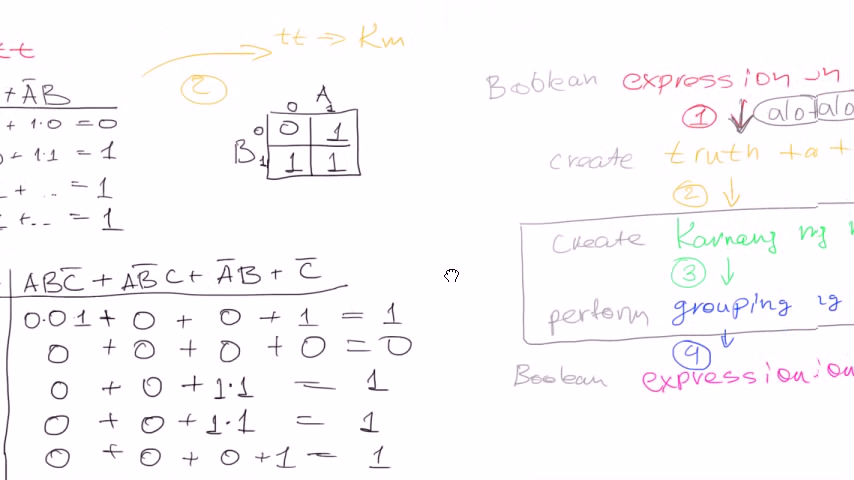 tt
tt ⇒ Km
②
+ĀB
+ 1·0 = 0
+ 1·1 = 1
+ .. = 1
+.. = 1
A
0 1
B 0 0 1
1 1 1
ABC̅ + AB̅C + A̅B + C̅
0·0·1 + 0 + 0 + 1 = 1
0 + 0 + 0 + 0 = 0
0 + 0 + 1·1 = 1
0 + 0 + 1·1 = 1
0 + 0 + 0 + 1 = 1
Boolean expression
①
create truth
②
Create Karnang
③
perform grouping
④
Boolean expression